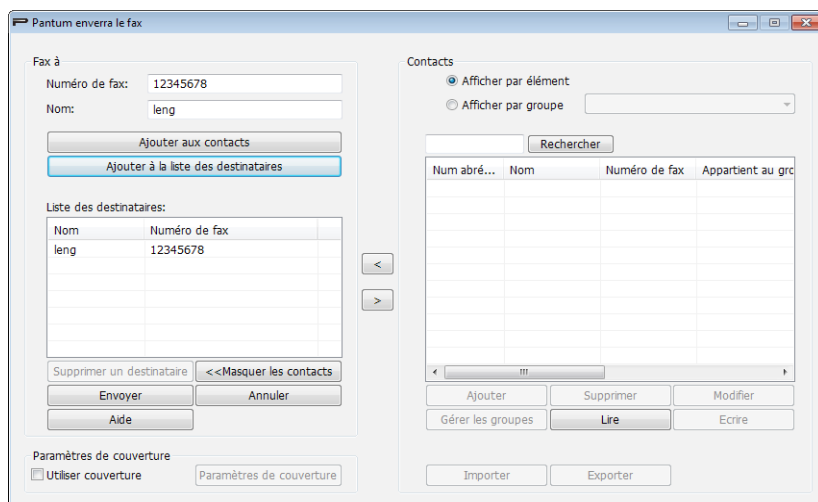 Pantum enverra le fax
Fax à
Numéro de fax: 12345678
Nom: leng
Ajouter aux contacts
Ajouter à la liste des destinataires
Liste des destinataires:
Nom Numéro de fax
leng 12345678
Supprimer un destinataire <<Masquer les contacts
Envoyer Annuler
Aide
Paramètres de couverture
Utiliser couverture Paramètres de couverture
<
>
Contacts
Afficher par élément
Afficher par groupe
Rechercher
Num abré... Nom Numéro de fax Appartient au grc
Ajouter Supprimer Modifier
Gérer les groupes Lire Ecrire
Importer Exporter